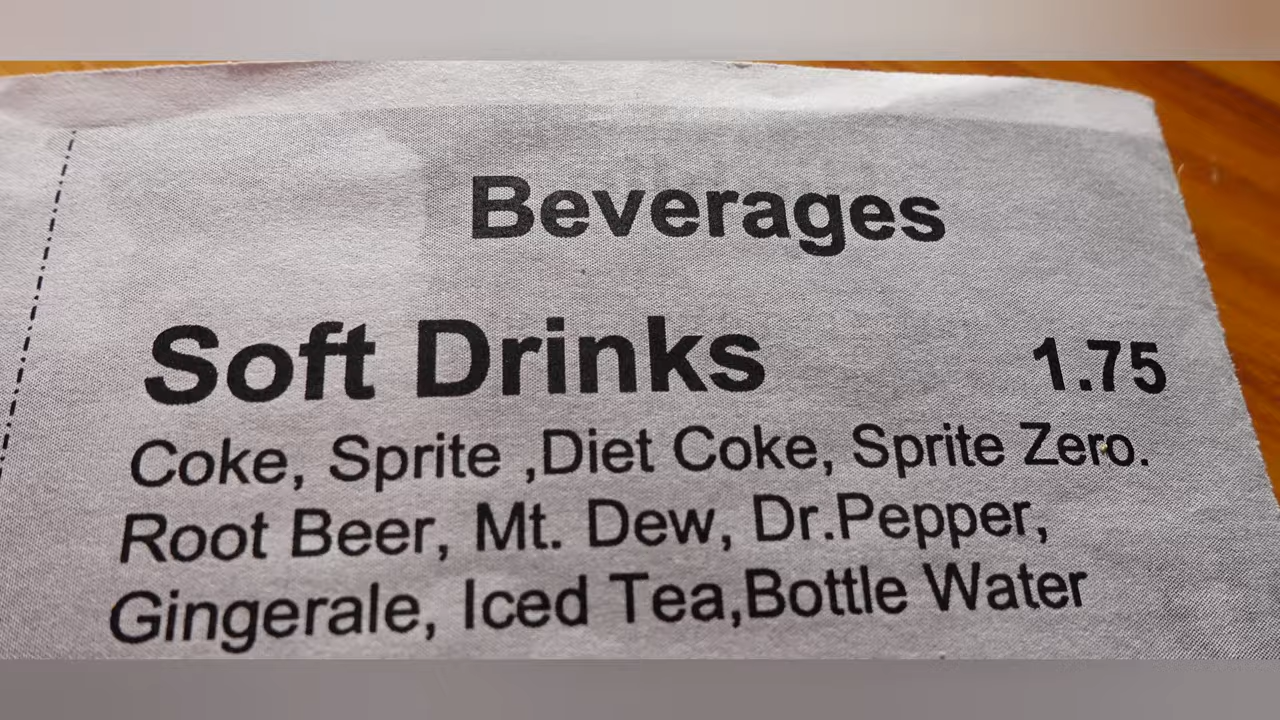 Beverages
Soft Drinks 1.75
Coke, Sprite ,Diet Coke, Sprite Zero.
Root Beer, Mt. Dew, Dr.Pepper,
Gingerale, Iced Tea,Bottle Water